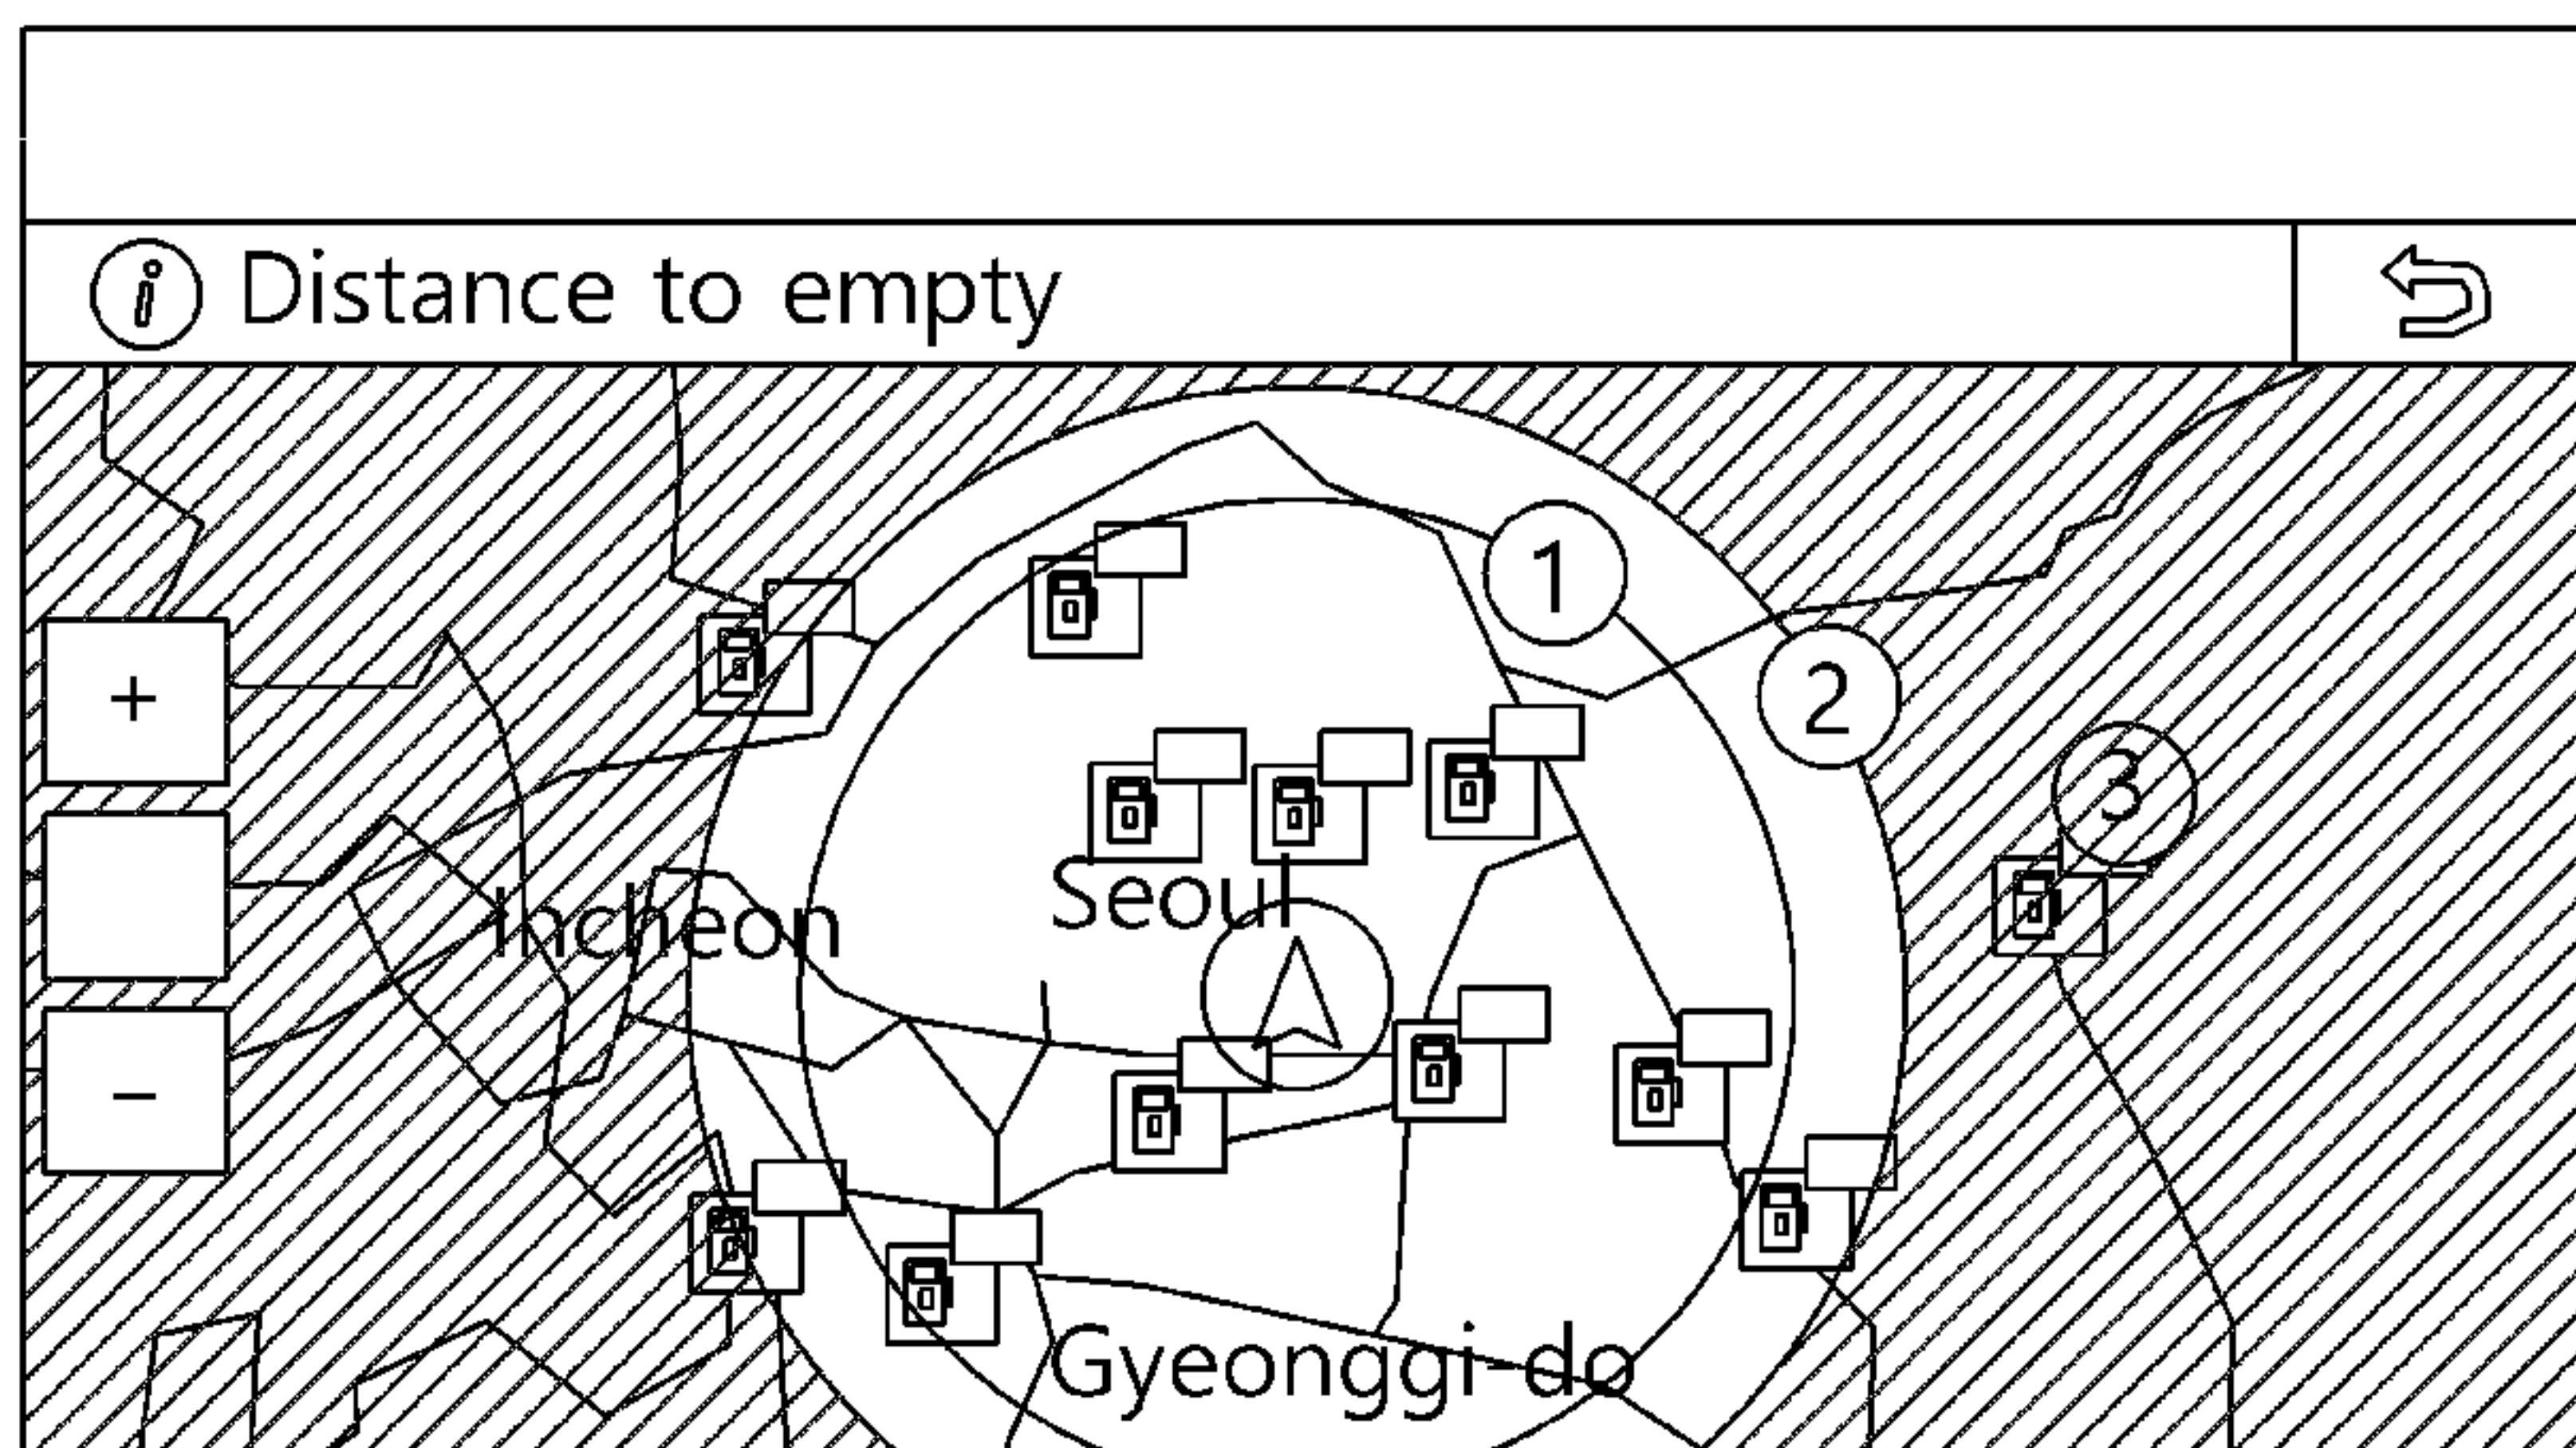 i Distance to empty
1
2
+
3
Seoul
Incheon
−
Gyeonggi-do